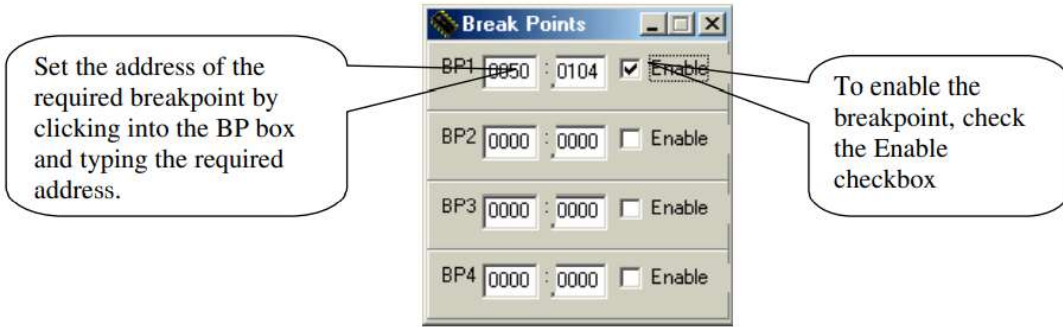 Break Points
Set the address of the
required breakpoint by
clicking into the BP box
and typing the required
address.
BP1 0050 : 0104 Enable
BP2 0000 : 0000 Enable
BP3 0000 : 0000 Enable
BP4 0000 : 0000 Enable
To enable the
breakpoint, check
the Enable
checkbox